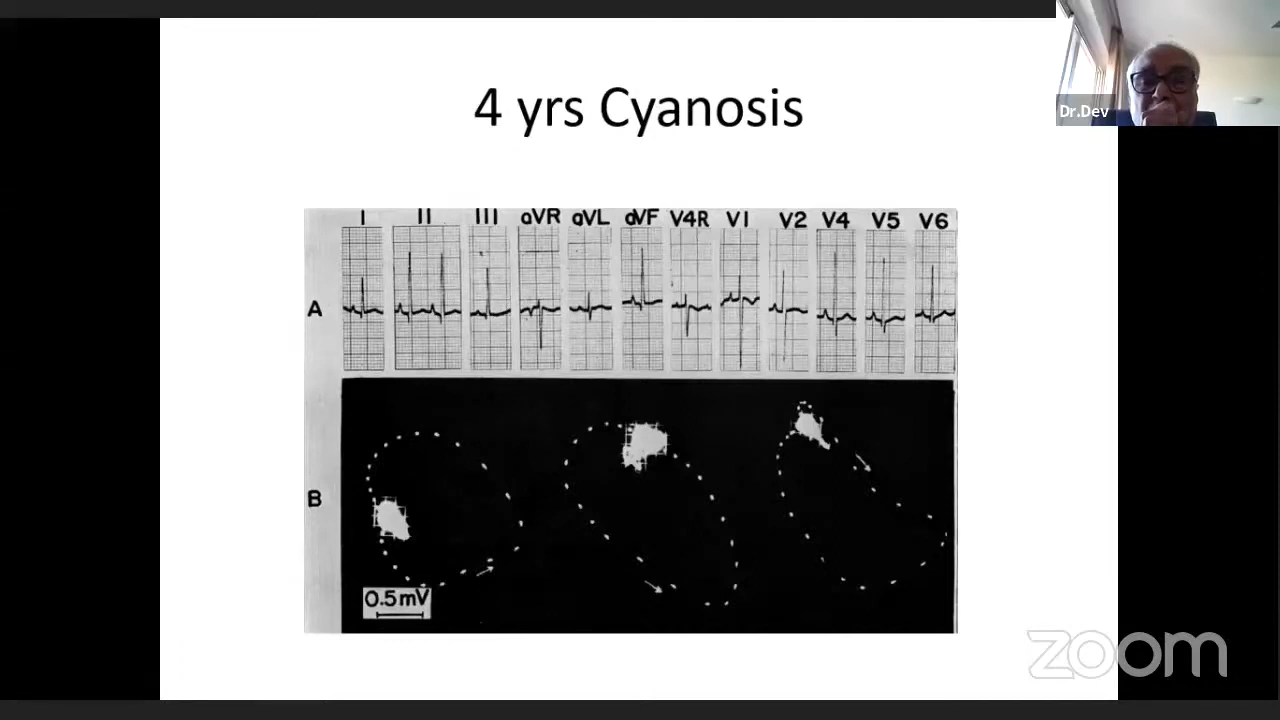 4 yrs Cyanosis
Dr.Dev
I II III aVR aVL aVF V4R V1 V2 V4 V5 V6
A
B
0.5mV
zoom